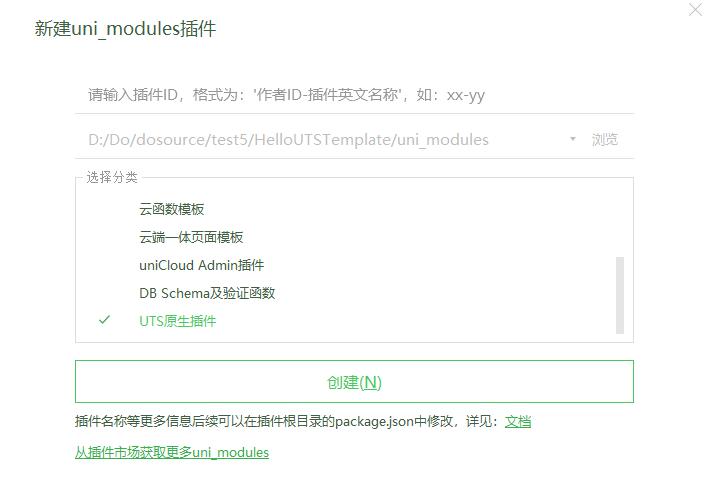 新建uni_modules插件
请输入插件ID，格式为：'作者ID-插件英文名称'，如：xx-yy
D:/Do/dosource/test5/HelloUTSTemplate/uni_modules
浏览
选择分类
云函数模板
云端一体页面模板
uniCloud Admin插件
DB Schema及验证函数
UTS原生插件
创建(N)
插件名称等更多信息后续可以在插件根目录的package.json中修改，详见：文档
从插件市场获取更多uni_modules